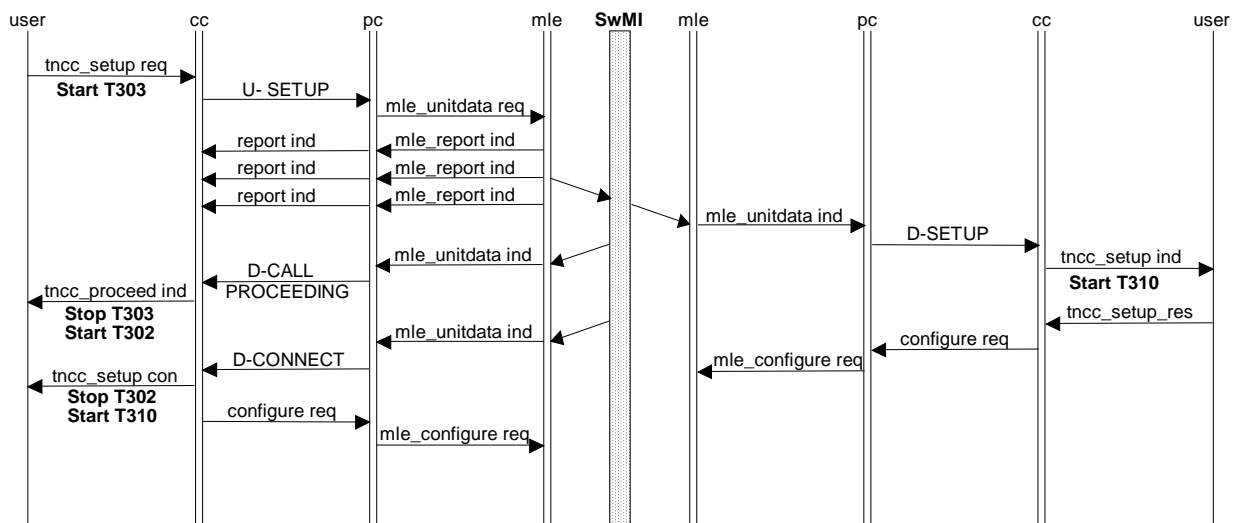 user cc pc mle SwMI mle pc cc user
tncc_setup req
Start T303
U- SETUP
mle_unitdata req
report ind mle_report ind
report ind mle_report ind
report ind mle_report ind
mle_unitdata ind
D-SETUP
tncc_setup ind
Start T310
mle_unitdata ind
D-CALL
PROCEEDING
tncc_proceed ind
Stop T303
Start T302
tncc_setup_res
configure req
mle_configure req
mle_unitdata ind
D-CONNECT
tncc_setup con
Stop T302
Start T310
configure req
mle_configure req